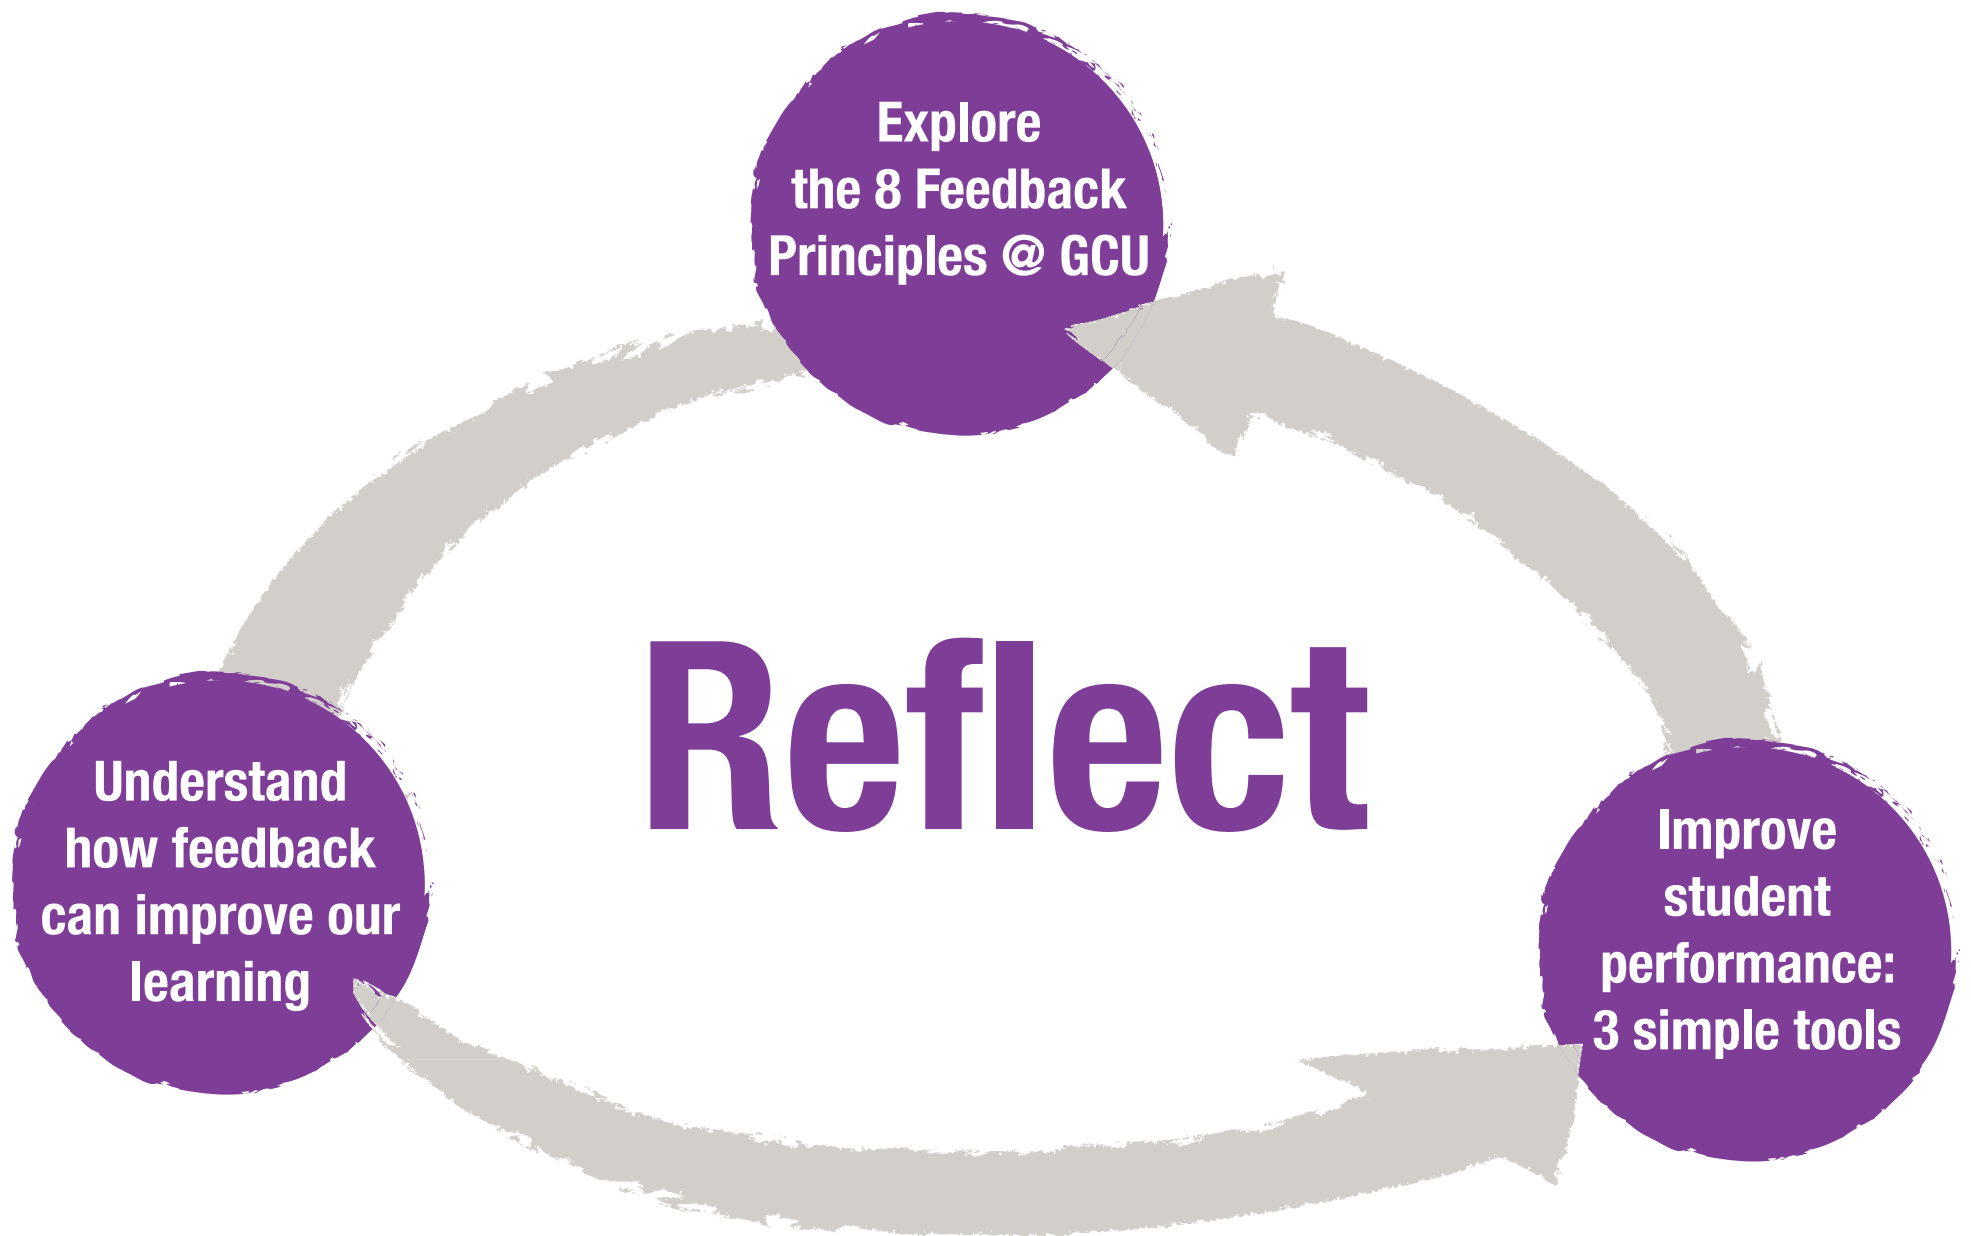 Explore
the 8 Feedback
Principles @ GCU
Reflect
Understand
how feedback
can improve our
learning
Improve
student
performance:
3 simple tools